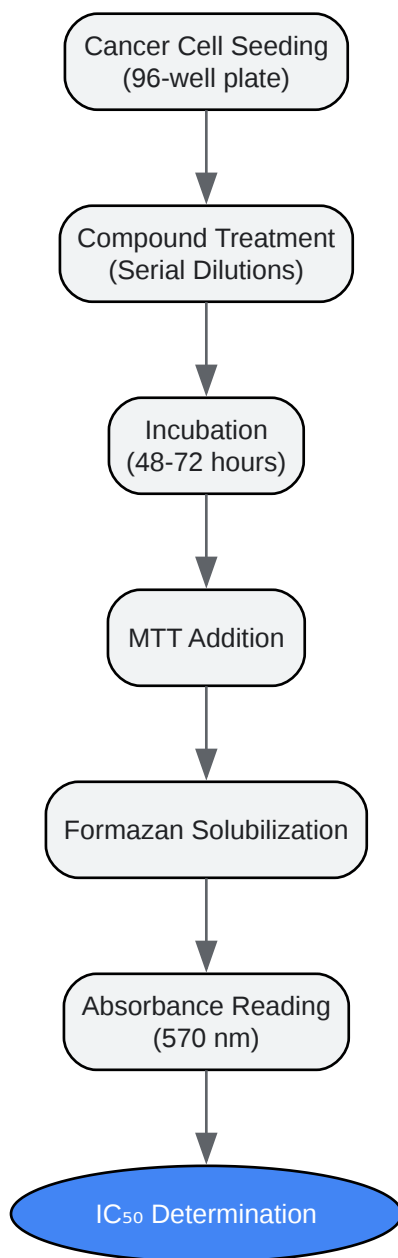 Cancer Cell Seeding
(96-well plate)
Compound Treatment
(Serial Dilutions)
Incubation
(48-72 hours)
MTT Addition
Formazan Solubilization
Absorbance Reading
(570 nm)
IC₅₀ Determination